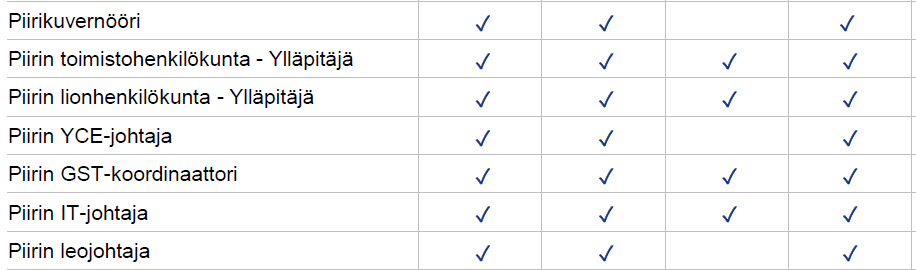 Piirikuvernööri ✓ ✓ ✓
Piirin toimistohenkilökunta - Ylläpitäjä ✓ ✓ ✓ ✓
Piirin lionhenkilökunta - Ylläpitäjä ✓ ✓ ✓ ✓
Piirin YCE-johtaja ✓ ✓ ✓
Piirin GST-koordinaattori ✓ ✓ ✓ ✓
Piirin IT-johtaja ✓ ✓ ✓ ✓
Piirin leojohtaja ✓ ✓ ✓